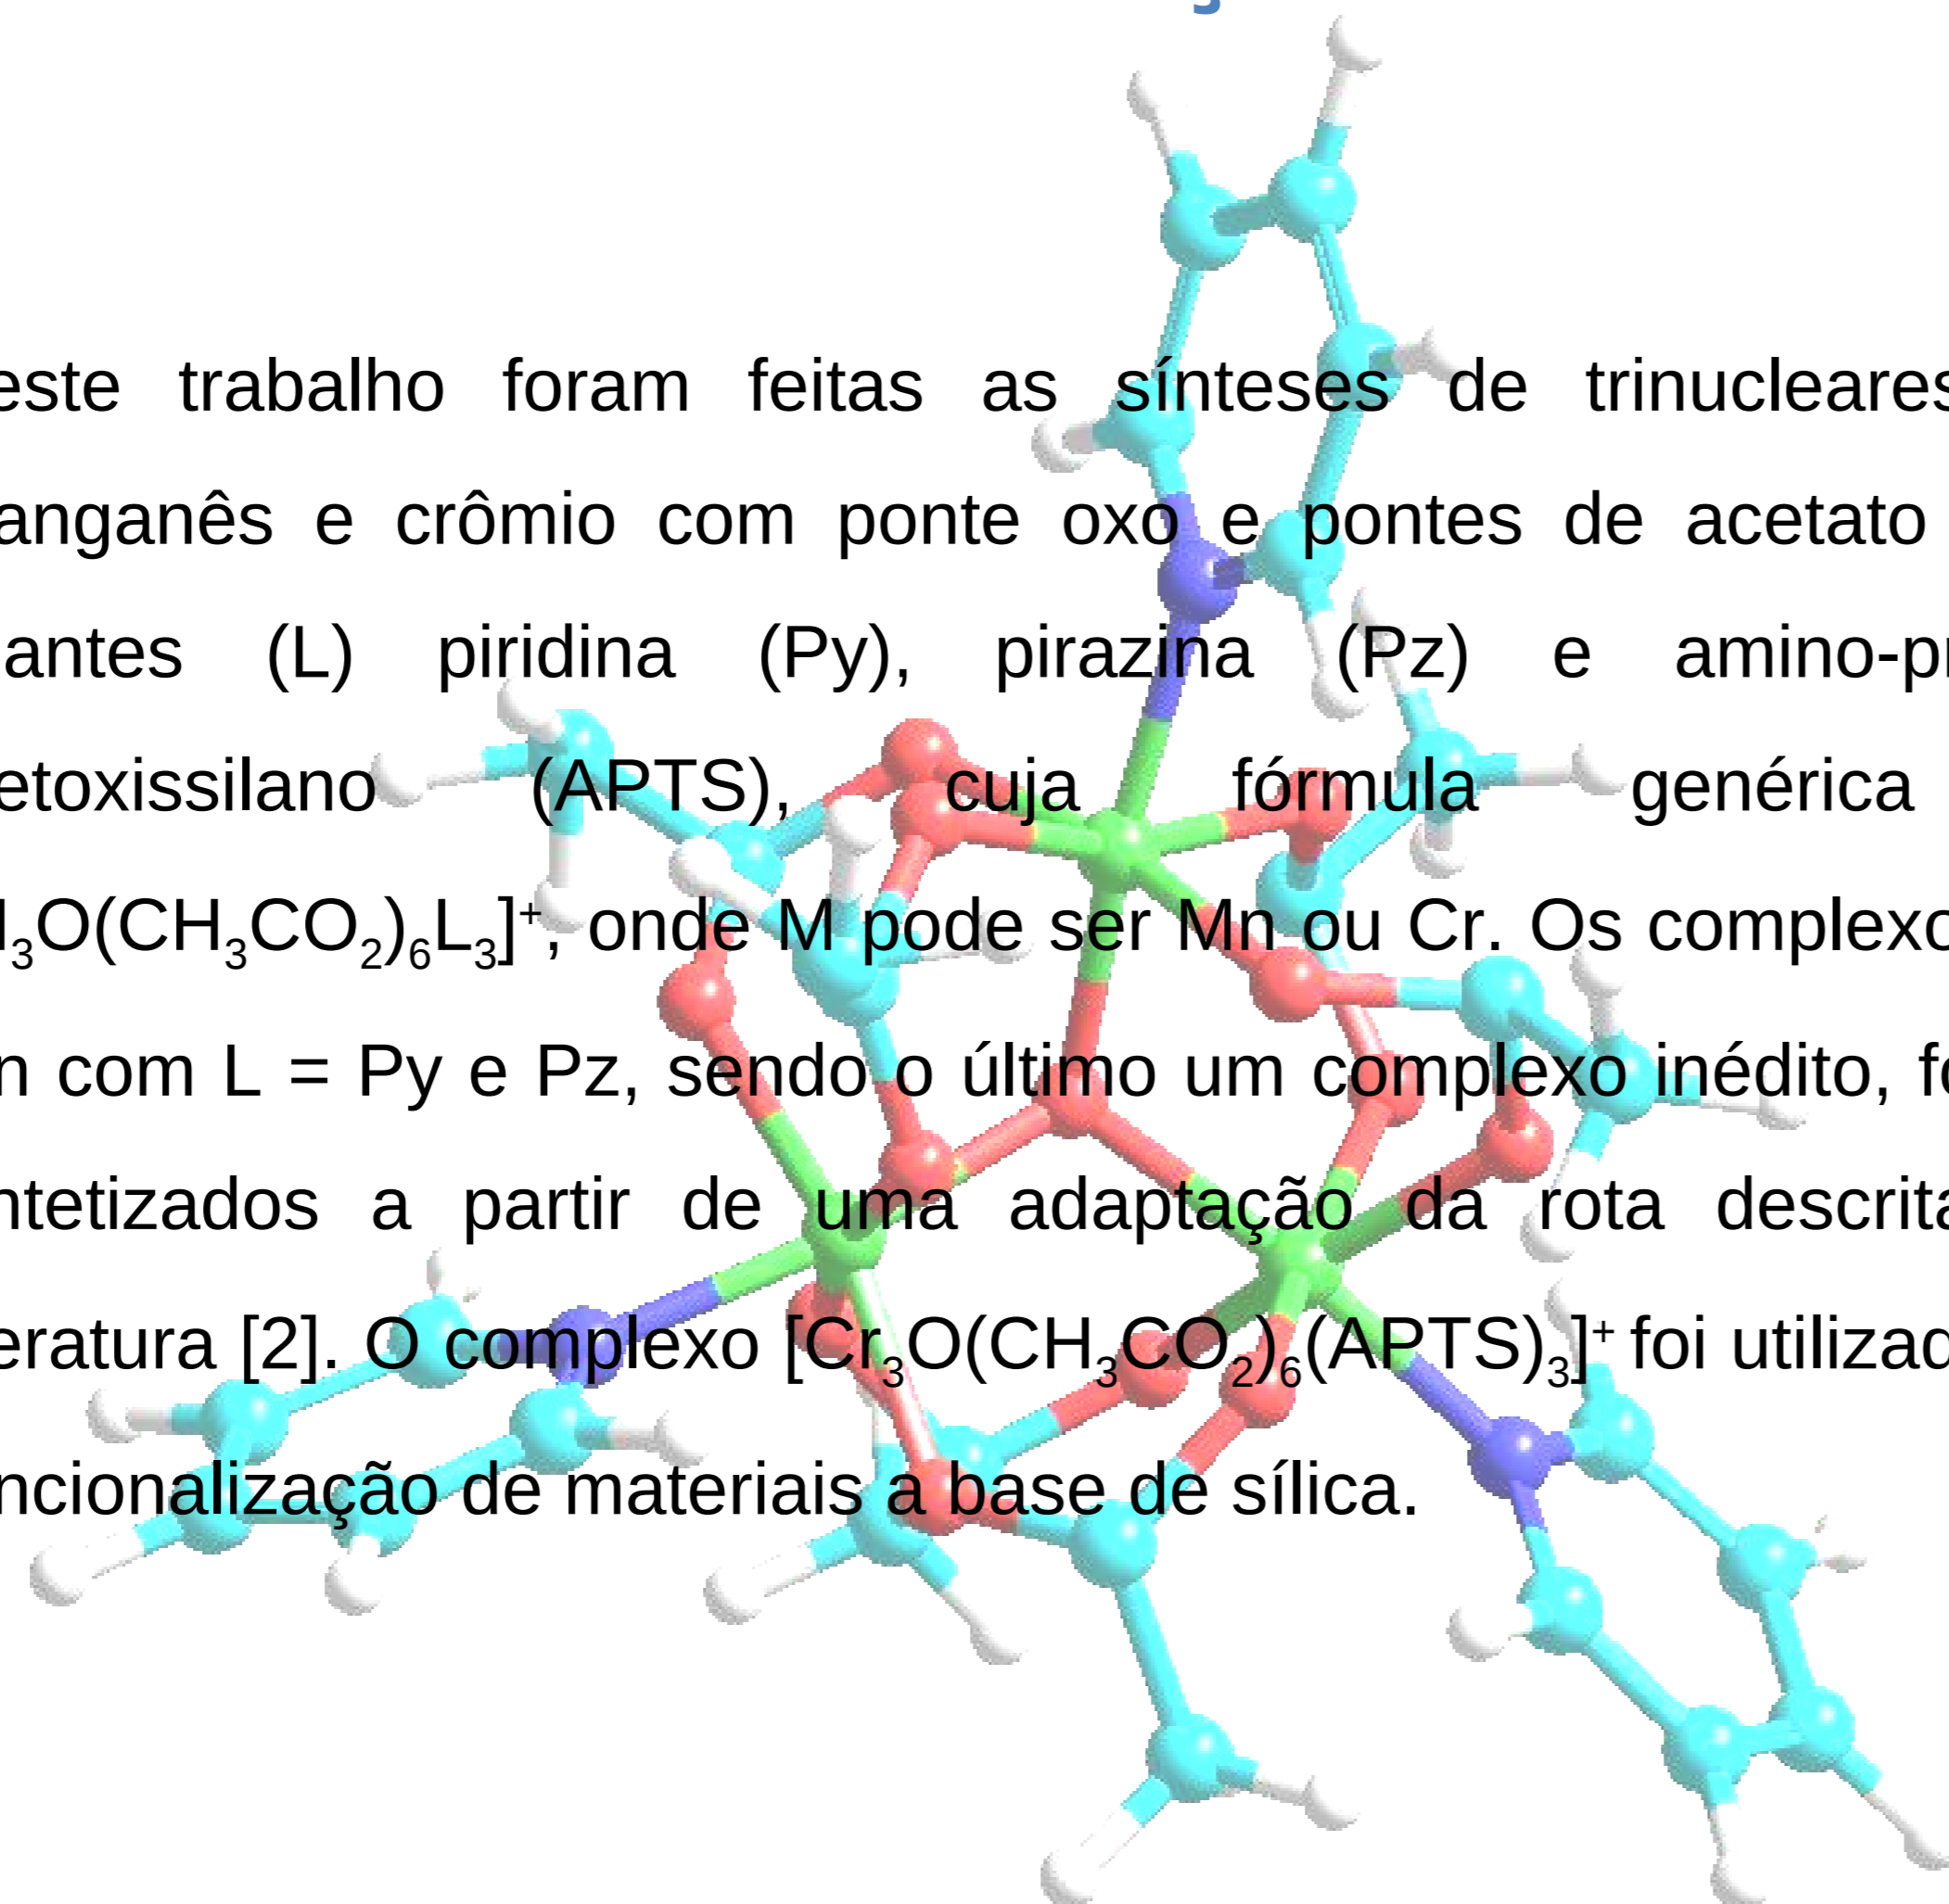 este trabalho foram feitas as sínteses de trinucleares
anganês e crômio com ponte oxo e pontes de acetato
antes (L) piridina (Py), pirazina (Pz) e amino-pr
etoxissilano (APTS), cuja fórmula genérica
₃O(CH₃CO₂)₆L₃]⁺, onde M pode ser Mn ou Cr. Os complexo
n com L = Py e Pz, sendo o último um complexo inédito, fo
ntetizados a partir de uma adaptação da rota descrita
eratura [2]. O complexo [Cr₃O(CH₃CO₂)₆(APTS)₃]⁺ foi utilizad
ncionalização de materiais a base de sílica.